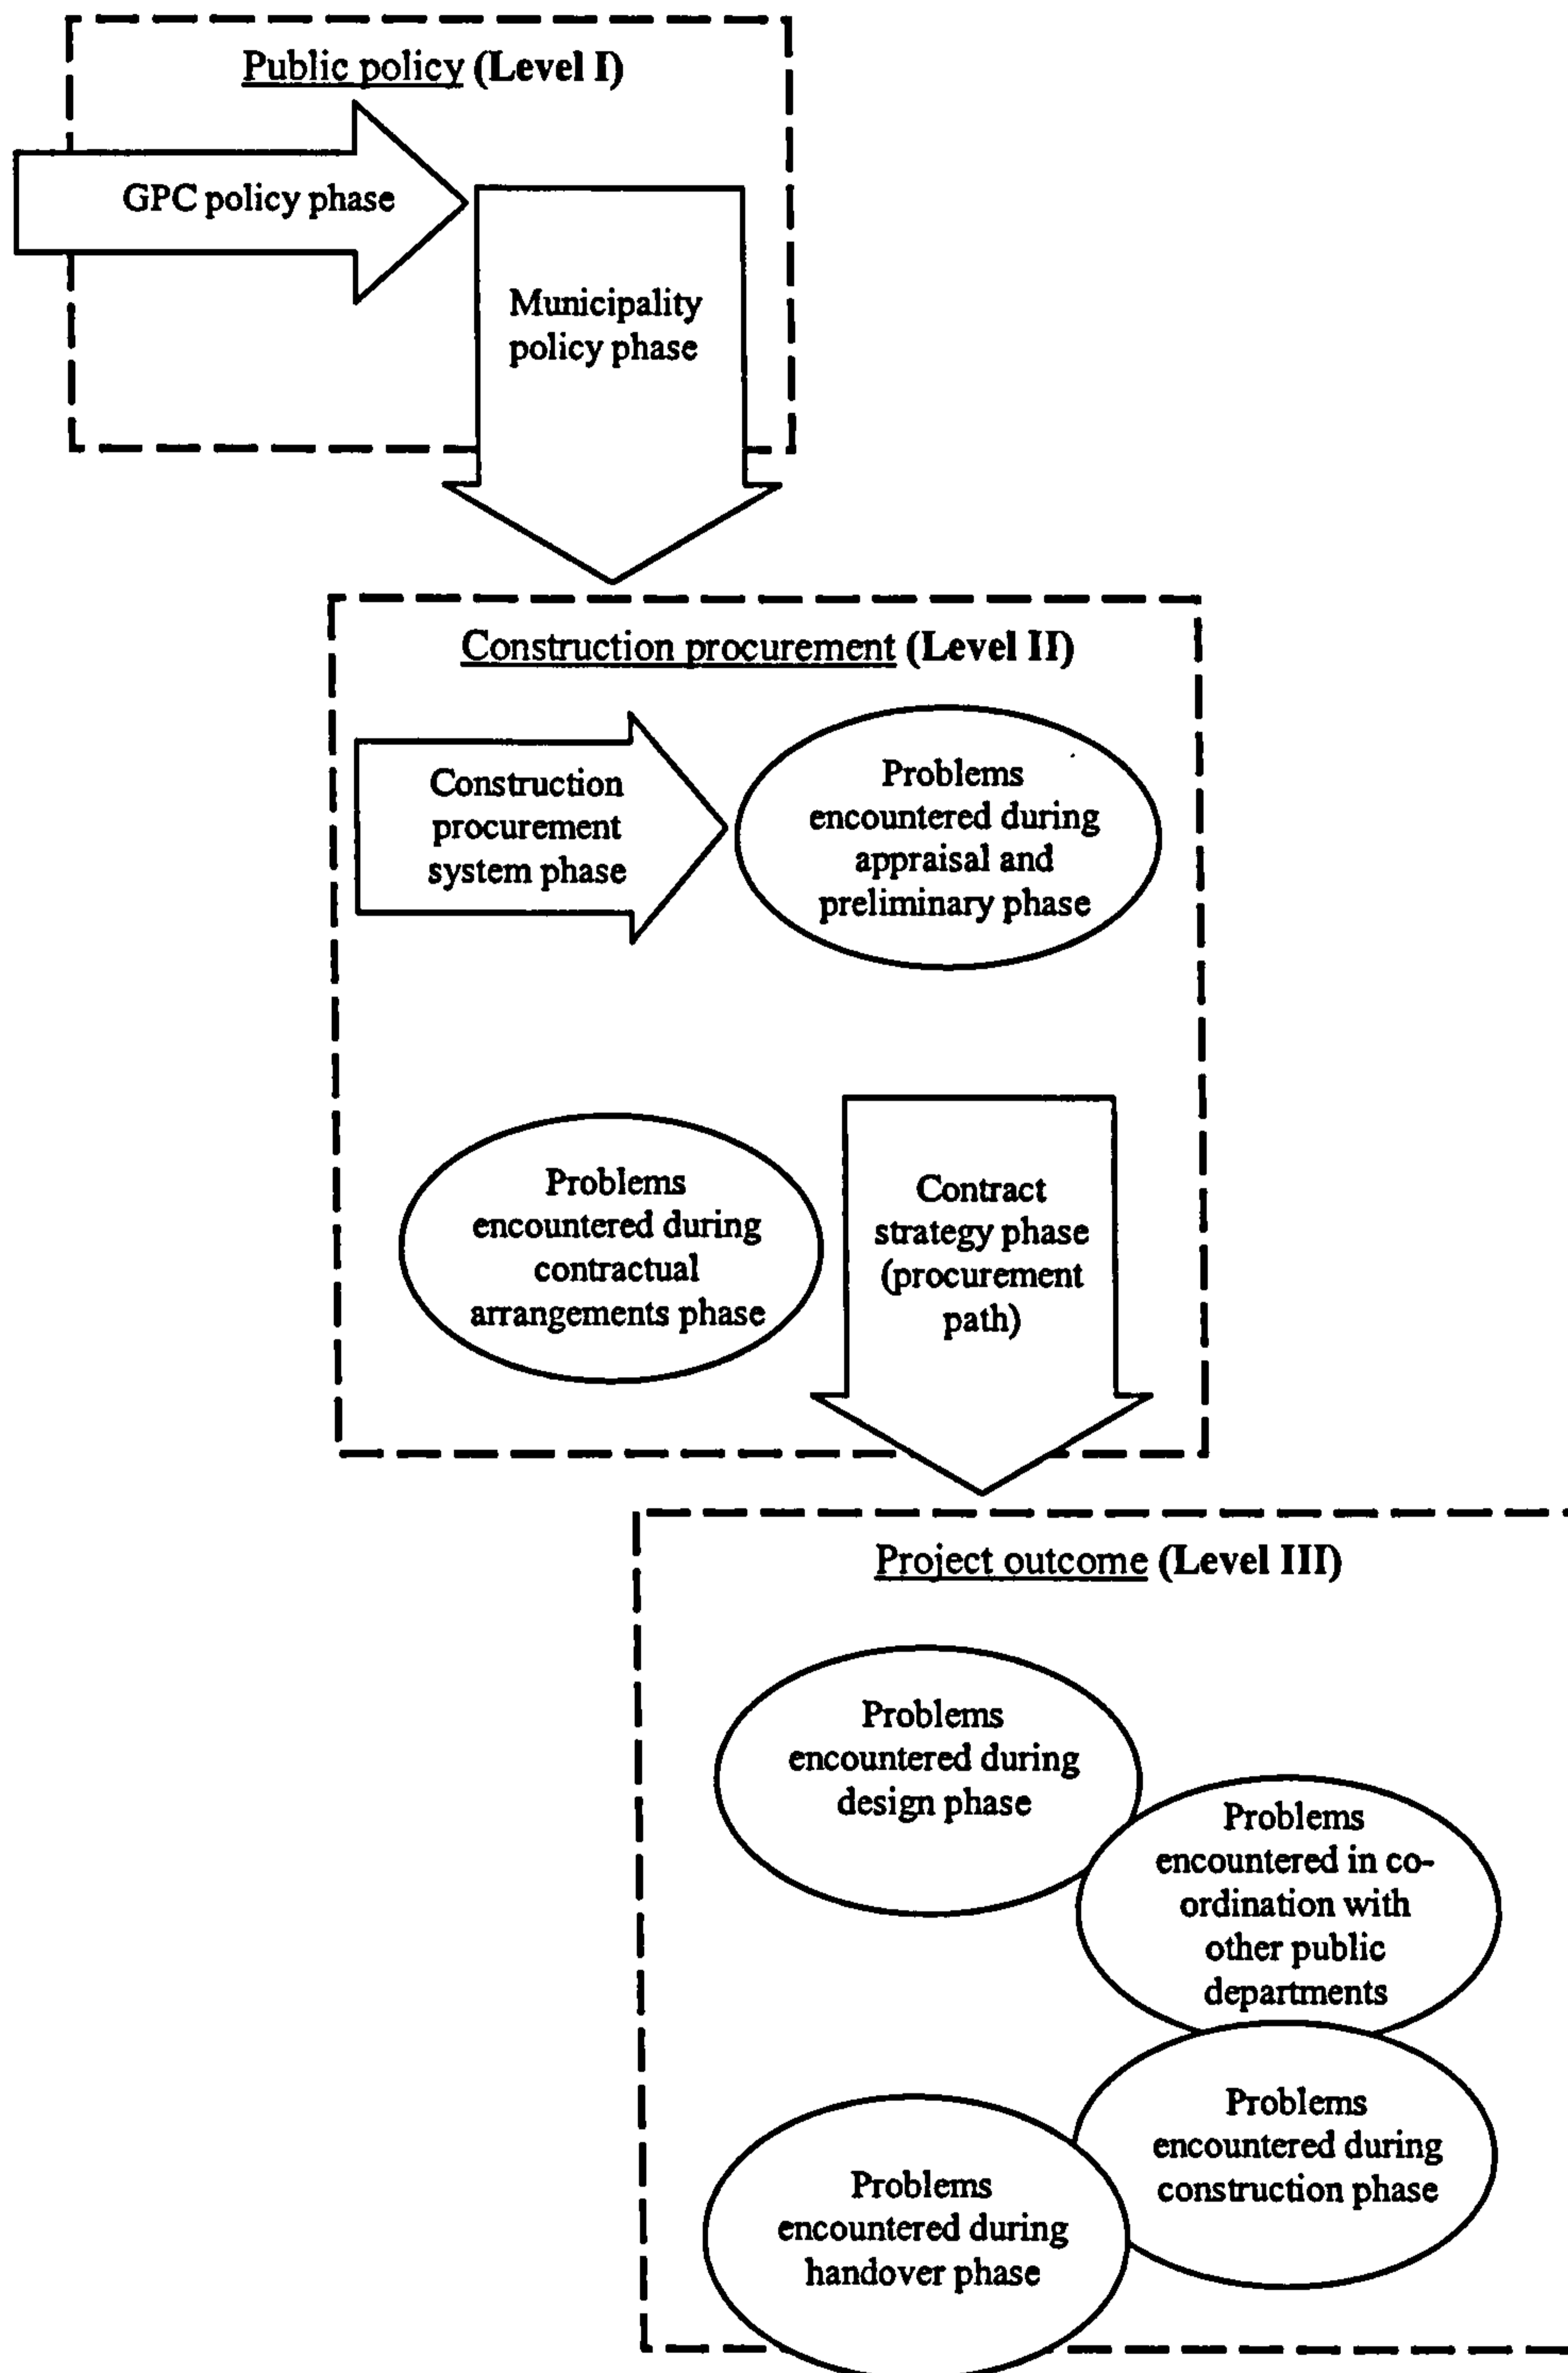 Public policy (Level I)
GPC policy phase
Municipality
policy phase
Construction procurement (Level II)
Construction
procurement
system phase
Problems
encountered during
appraisal and
preliminary phase
Problems
encountered during
contractual
arrangements phase
Contract
strategy phase
(procurement
path)
Project outcome (Level III)
Problems
encountered during
design phase
Problems
encountered in co-
ordination with
other public
departments
Problems
encountered during
construction phase
Problems
encountered during
handover phase